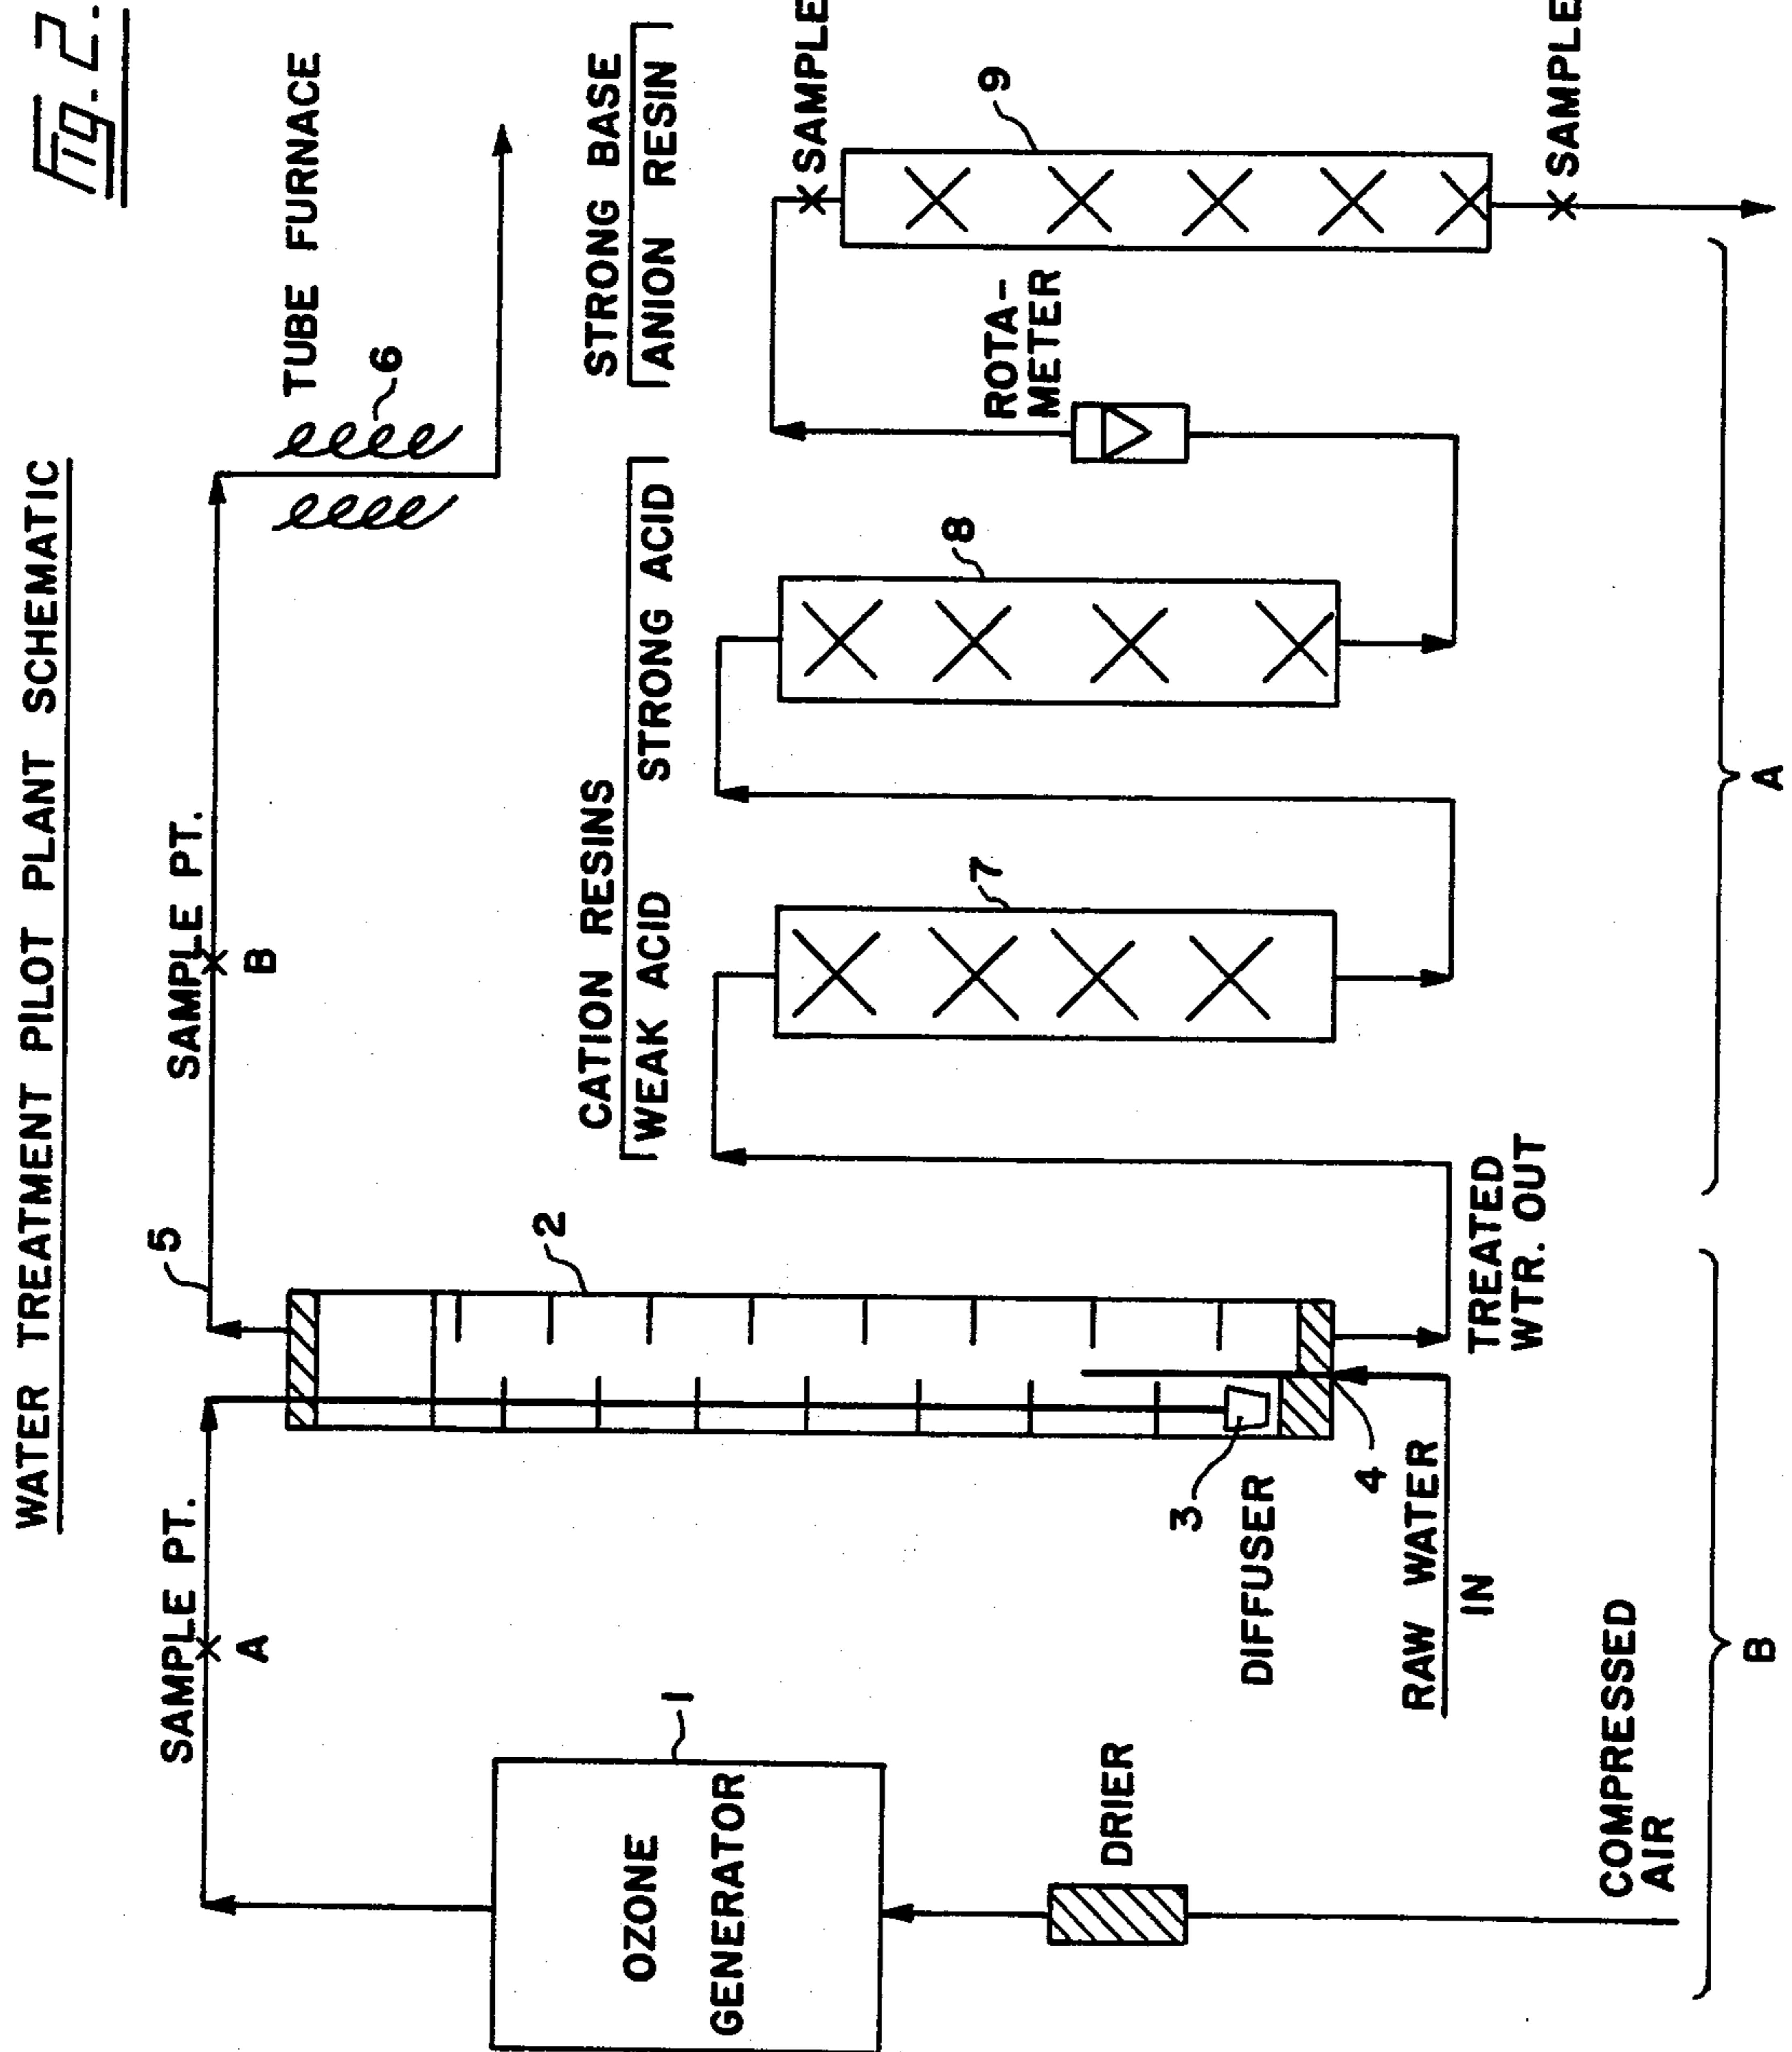 Fig. 2.
WATER TREATMENT PILOT PLANT SCHEMATIC
SAMPLE PT.
A
5
SAMPLE PT.
B
TUBE FURNACE
6
1
OZONE
GENERATOR
DRIER
COMPRESSED
AIR
2
3
DIFFUSER
4
RAW WATER
IN
TREATED
WTR. OUT
CATION RESINS
WEAK ACID STRONG ACID
STRONG BASE
ANION RESIN
7
8
ROTA-
METER
9
SAMPLE
SAMPLE
B
A